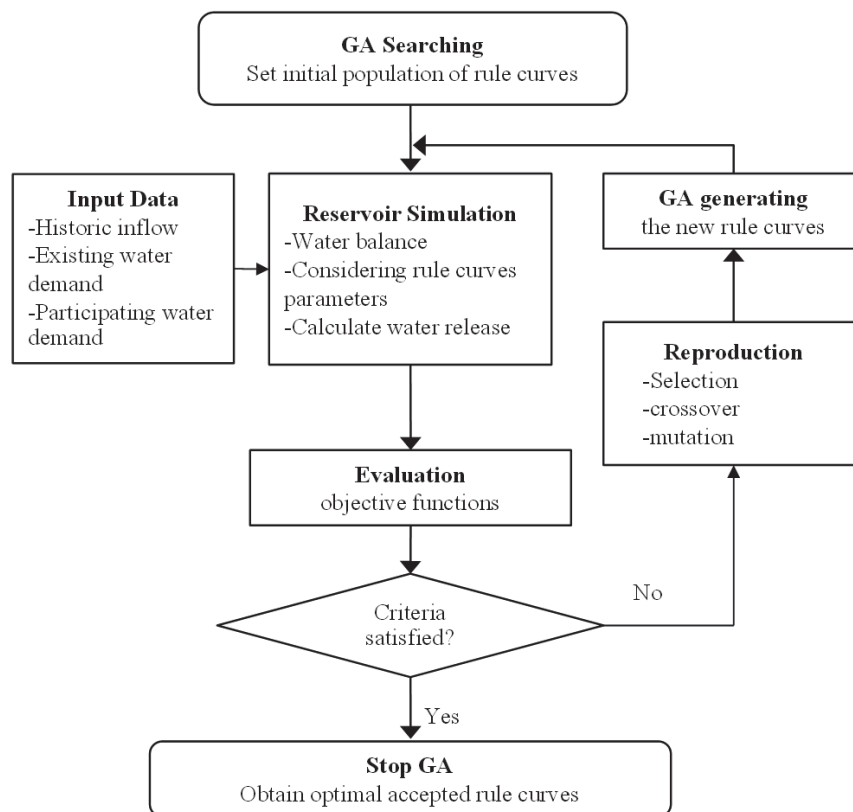 GA Searching
Set initial population of rule curves
Input Data
-Historic inflow
-Existing water
demand
-Participating water
demand
Reservoir Simulation
-Water balance
-Considering rule curves
parameters
-Calculate water release
GA generating
the new rule curves
Reproduction
-Selection
-crossover
-mutation
Evaluation
objective functions
Criteria
satisfied?
No
Yes
Stop GA
Obtain optimal accepted rule curves